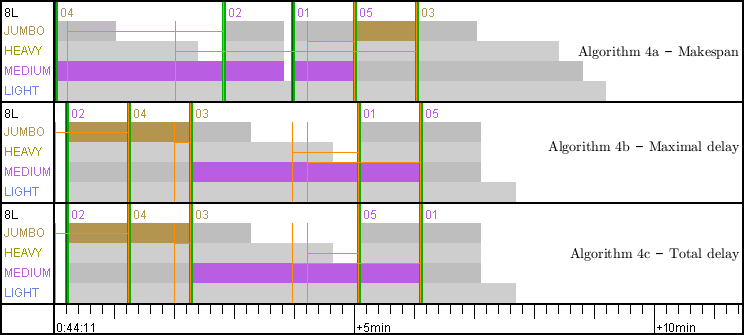 8L 04 02 01 05 03
JUMBO
HEAVY Algorithm 4a − Makespan
MEDIUM
LIGHT
8L 02 04 03 01 05
JUMBO
HEAVY Algorithm 4b − Maximal delay
MEDIUM
LIGHT
8L 02 04 03 05 01
JUMBO
HEAVY Algorithm 4c − Total delay
MEDIUM
LIGHT
0:44:11 +5min +10min